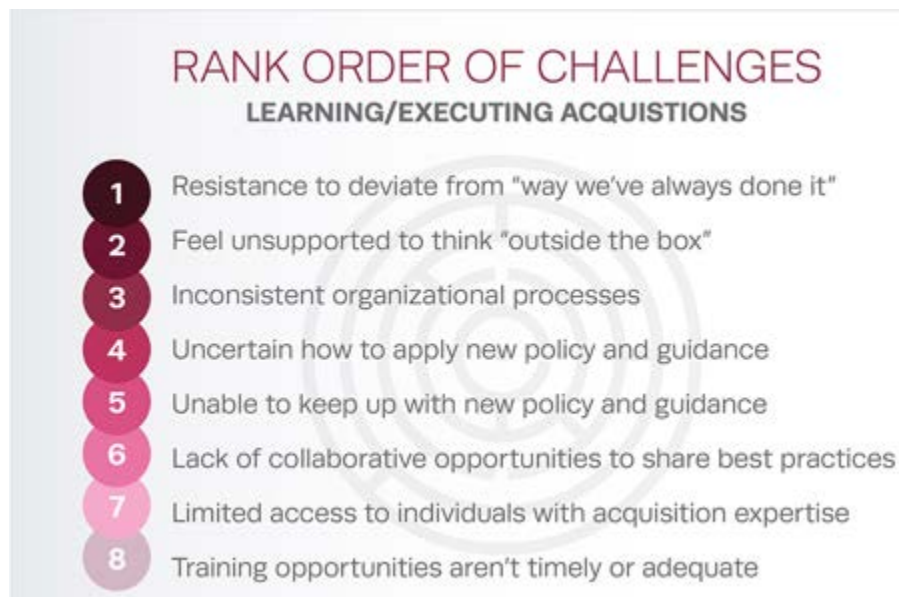 RANK ORDER OF CHALLENGES
LEARNING/EXECUTING ACQUISTIONS
1 Resistance to deviate from “way we’ve always done it”
2 Feel unsupported to think “outside the box”
3 Inconsistent organizational processes
4 Uncertain how to apply new policy and guidance
5 Unable to keep up with new policy and guidance
6 Lack of collaborative opportunities to share best practices
7 Limited access to individuals with acquisition expertise
8 Training opportunities aren’t timely or adequate